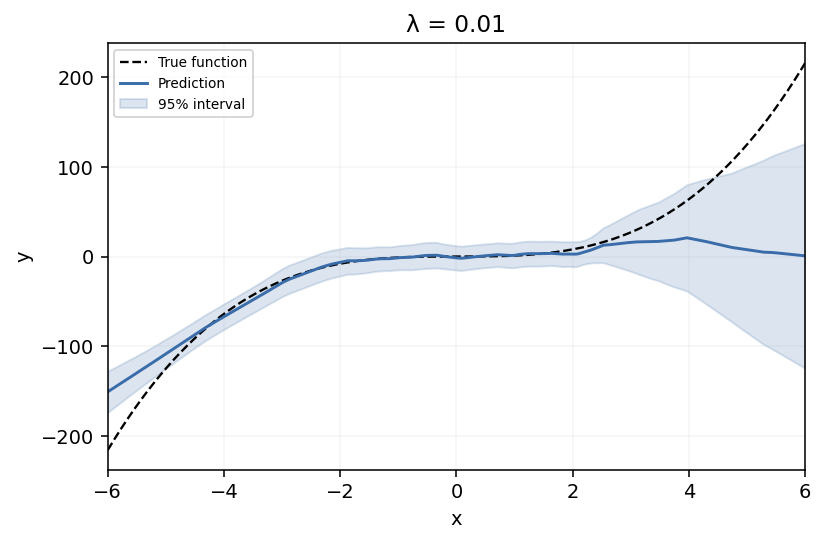 λ = 0.01
True function
Prediction
95% interval
200
100
0
−100
−200
y
−6
−4
−2
0
2
4
6
x